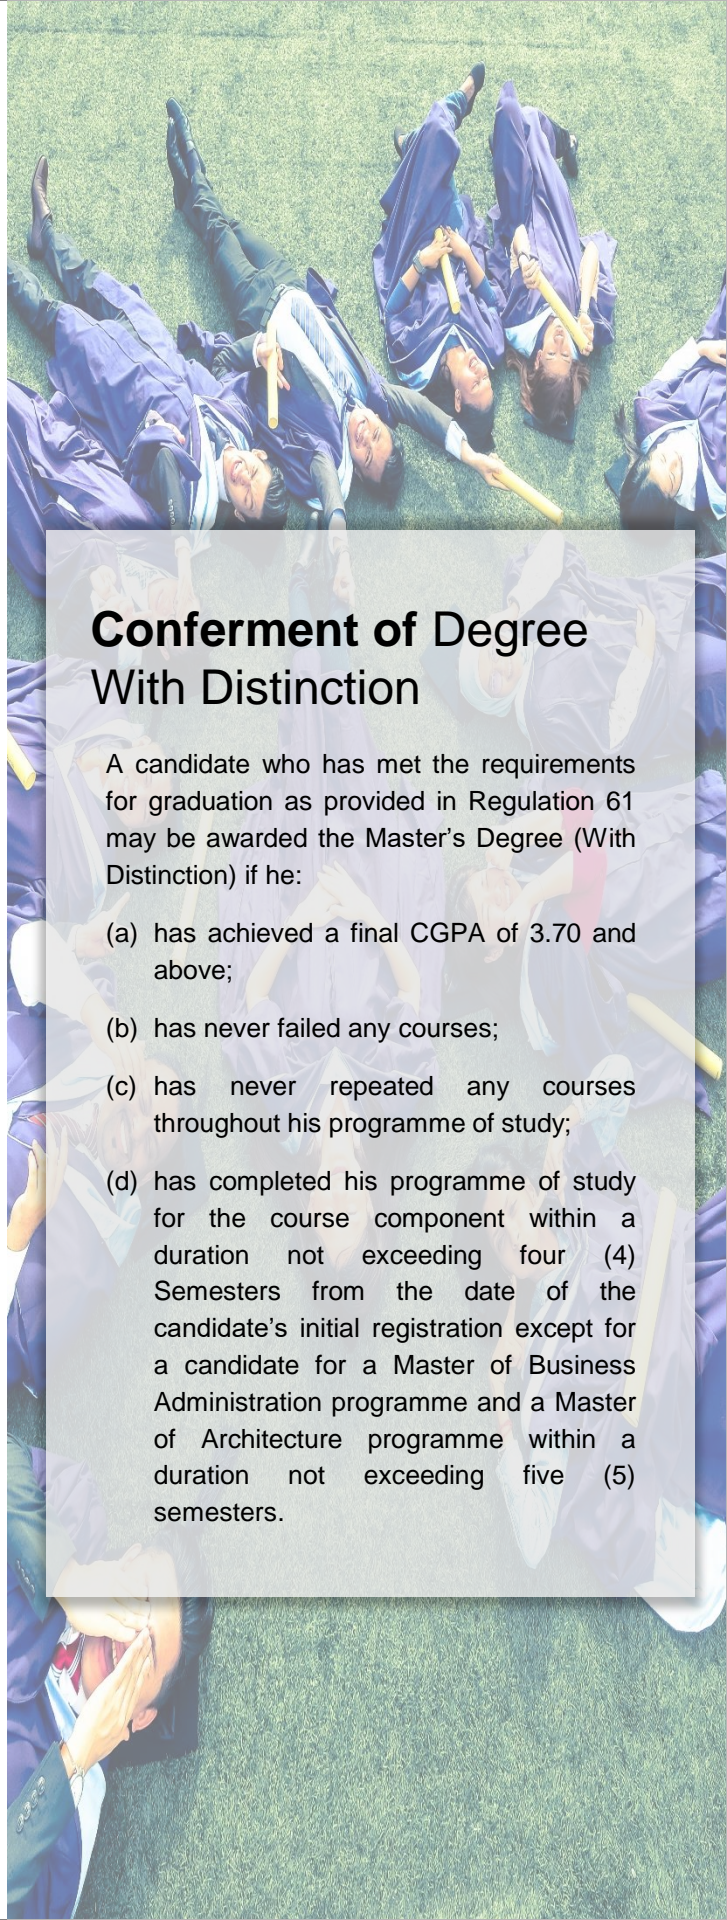 Conferment of Degree
With Distinction
A candidate who has met the requirements
for graduation as provided in Regulation 61
may be awarded the Master’s Degree (With
Distinction) if he:
(a) has achieved a final CGPA of 3.70 and
above;
(b) has never failed any courses;
(c) has never repeated any courses
throughout his programme of study;
(d) has completed his programme of study
for the course component within a
duration not exceeding four (4)
Semesters from the date of the
candidate’s initial registration except for
a candidate for a Master of Business
Administration programme and a Master
of Architecture programme within a
duration not exceeding five (5)
semesters.